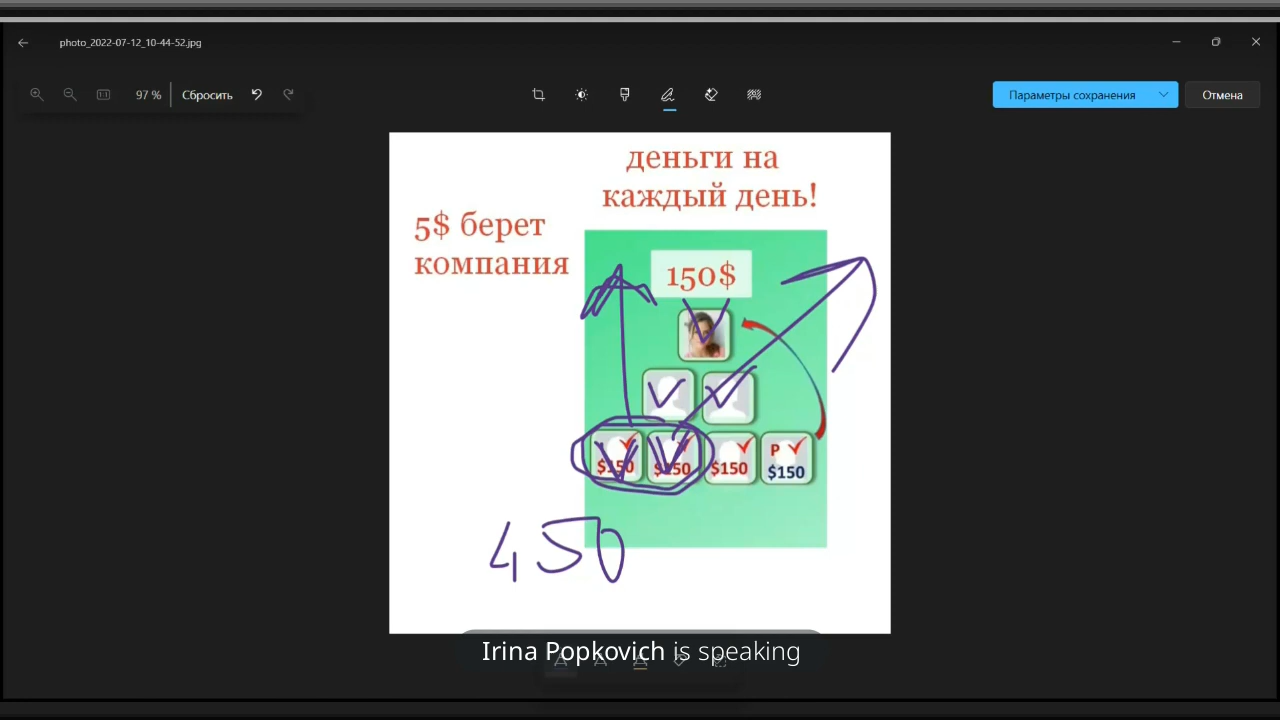 photo_2022-07-12_10-44-52.jpg
97 %
Сбросить
Параметры сохранения
Отмена
деньги на
каждый день!
5$ берет
компания
150$
$150
$150
$150
P
$150
450
Irina Popkovich is speaking